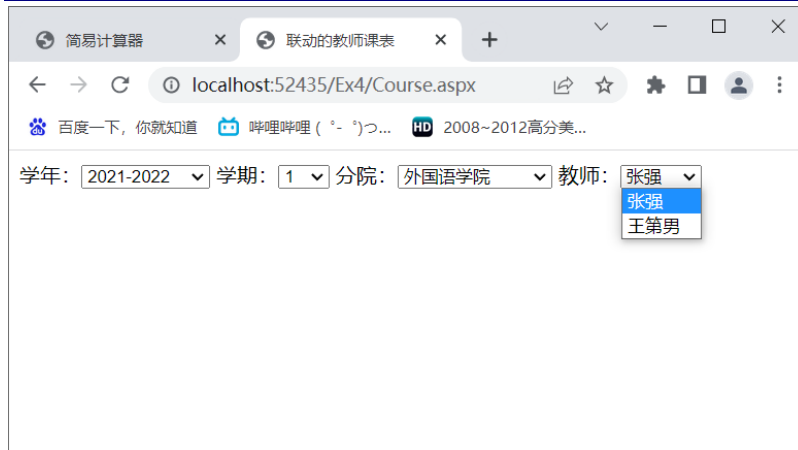 简易计算器
联动的教师课表
localhost:52435/Ex4/Course.aspx
百度一下，你就知道 哔哩哔哩 ( ゜- ゜)つ... HD 2008~2012高分美...
学年： 2021-2022 学期： 1 分院： 外国语学院 教师： 张强
张强
王第男